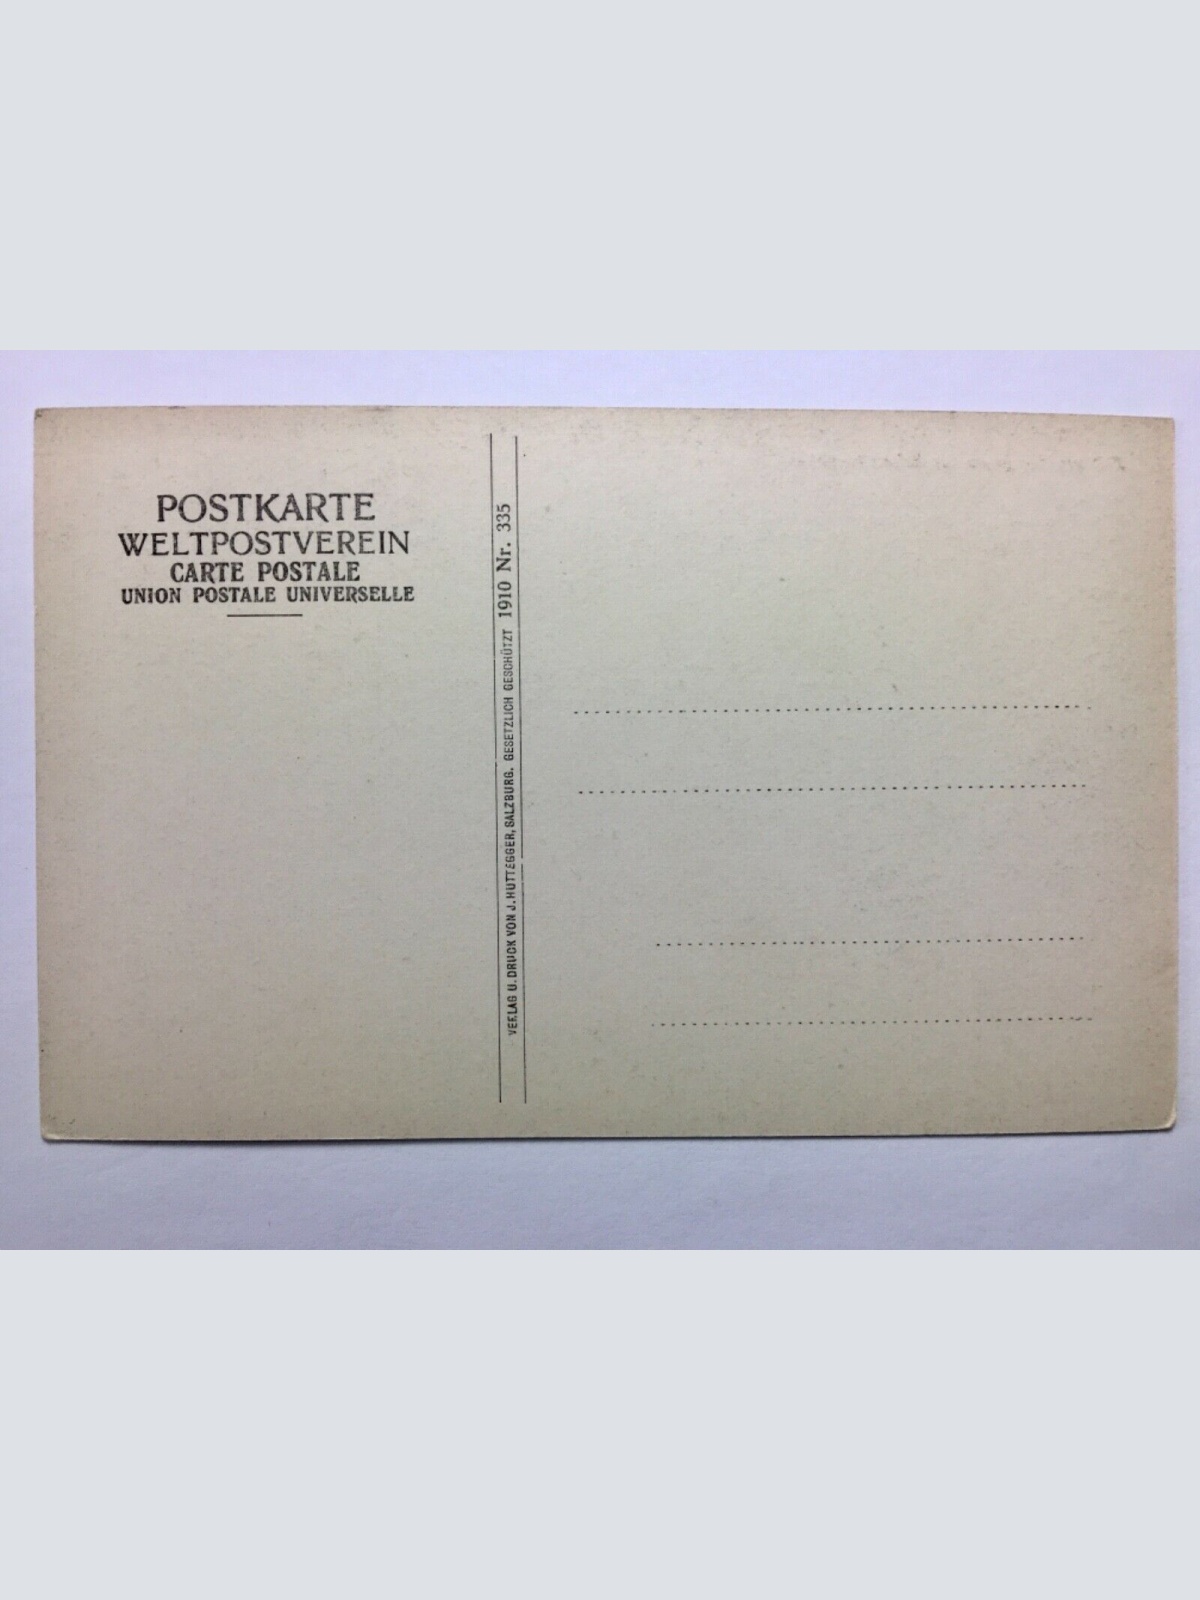 POSTKARTE
WELTPOSTVEREIN
CARTE POSTALE
UNION POSTALE UNIVERSELLE
VERLAG U. DRUCK VON J. HUTTEGGER, SALZBURG. GESETZLICH GESCHÜTZT 1910 Nr. 335